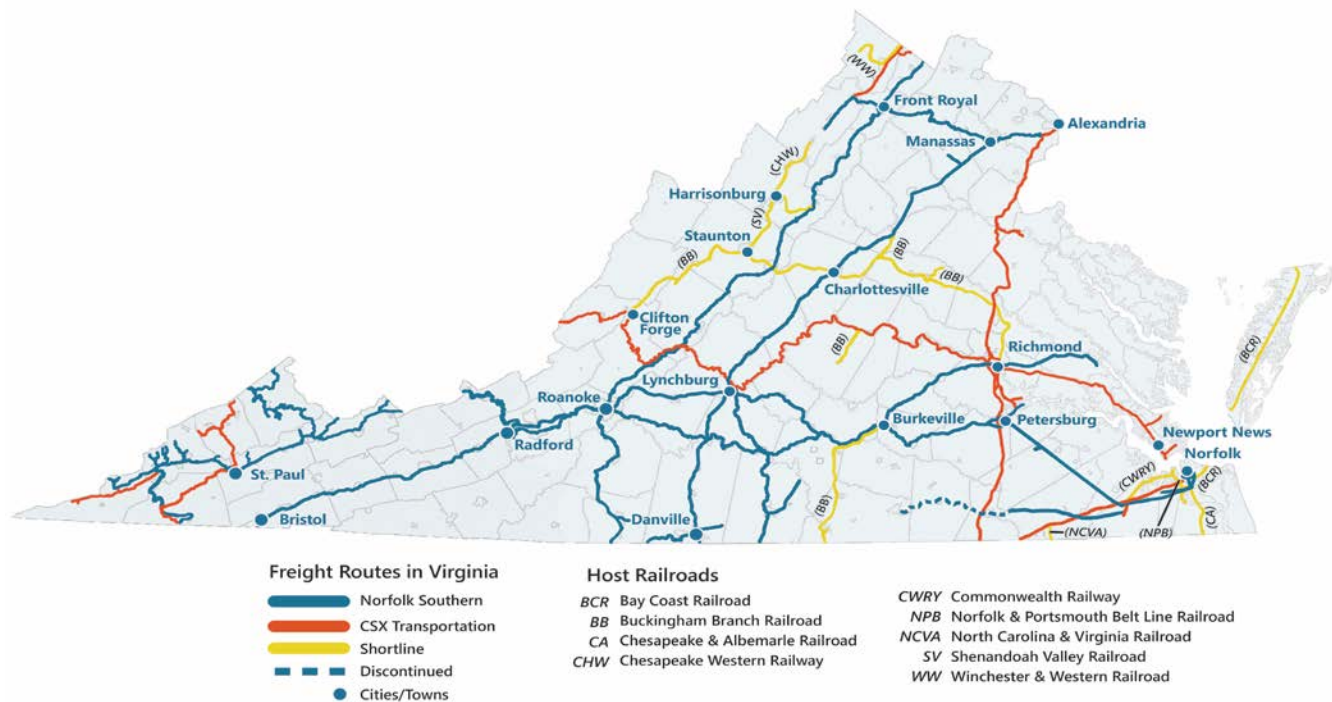 (WW)
Front Royal
Alexandria
Manassas
(CHW)
Harrisonburg
(SV)
Staunton
(BB)
(BB)
(BB)
Charlottesville
Clifton
Forge
(BB)
(BCR)
Richmond
Lynchburg
Roanoke
Burkeville
Petersburg
Radford
Newport News
Norfolk
St. Paul
(CWRY)
(BCR)
(BB)
Bristol
Danville
(CA)
(NCVA)
(NPB)
Freight Routes in Virginia
Norfolk Southern
CSX Transportation
Shortline
Discontinued
Cities/Towns
Host Railroads
BCR Bay Coast Railroad
BB Buckingham Branch Railroad
CA Chesapeake & Albemarle Railroad
CHW Chesapeake Western Railway
CWRY Commonwealth Railway
NPB Norfolk & Portsmouth Belt Line Railroad
NCVA North Carolina & Virginia Railroad
SV Shenandoah Valley Railroad
WW Winchester & Western Railroad